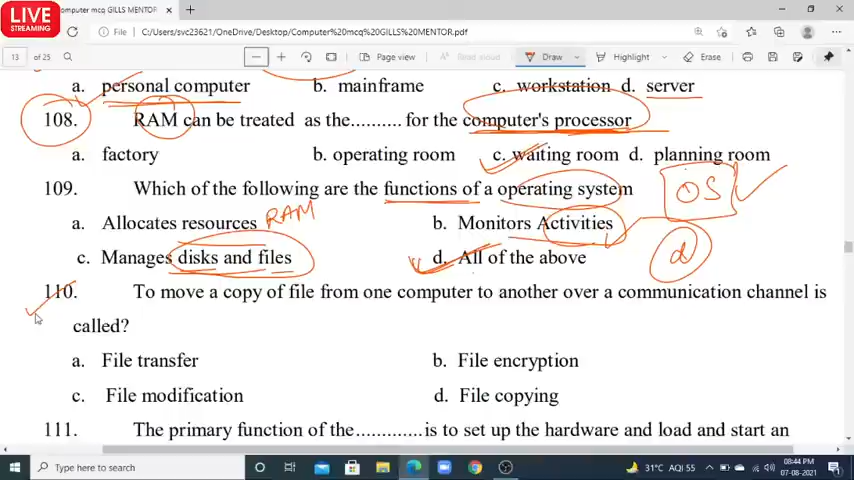 LIVE
STREAMING
Computer mcq GILLS MENTOR.pdf
File
C:/Users/svc23621/OneDrive/Desktop/Computer%20mcq%20GILLS%20MENTOR.pdf
13 of 25
Page view
Read aloud
Draw
Highlight
Erase
a. personal computer b. mainframe c. workstation d. server
108. RAM can be treated as the.......... for the computer's processor
a. factory b. operating room c. waiting room d. planning room
109. Which of the following are the functions of a operating system
OS
a. Allocates resources RAM b. Monitors Activities
c. Manages disks and files d. All of the above
d
110. To move a copy of file from one computer to another over a communication channel is
called?
a. File transfer b. File encryption
c. File modification d. File copying
111. The primary function of the.............is to set up the hardware and load and start an
Type here to search
31°C AQI 55
08:44 PM
07-08-2021